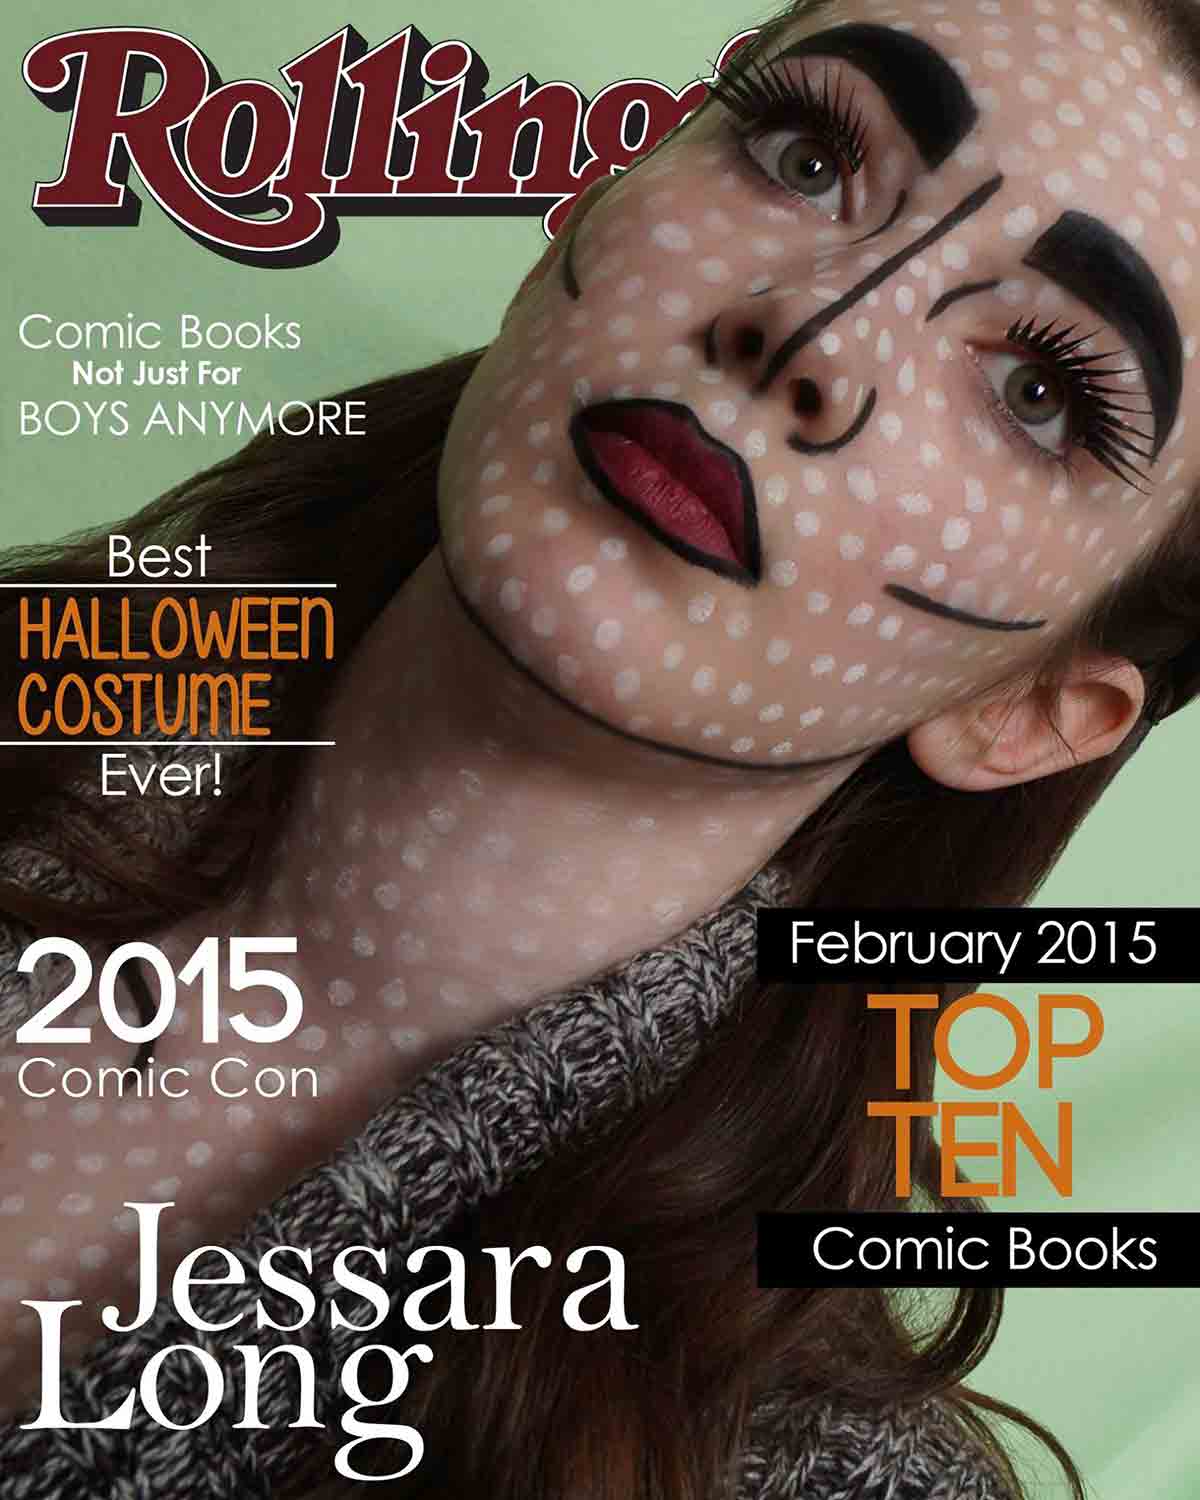 Rolling
Comic Books
Not Just For
BOYS ANYMORE
Best
HALLOWEEN
COSTUME
Ever!
2015
Comic Con
February 2015
TOP
TEN
Comic Books
Jessara
Long